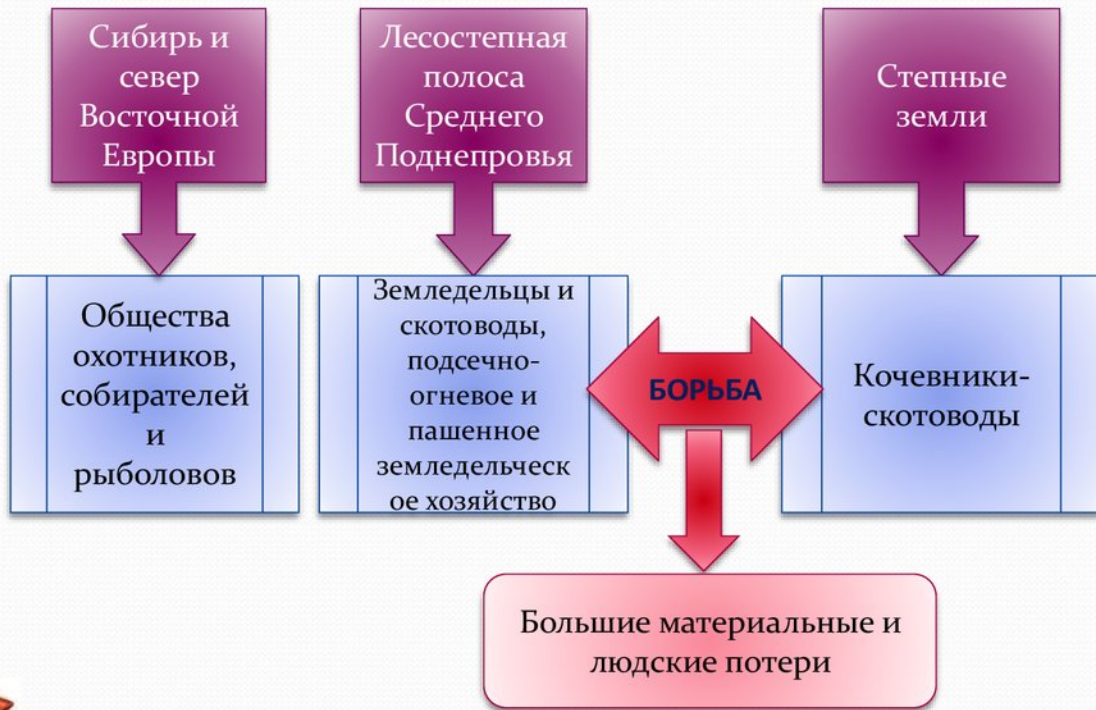 Сибирь и
север
Восточной
Европы
Лесостепная
полоса
Среднего
Поднепровья
Степные
земли
Общества
охотников,
собирателей
и
рыболовов
Земледельцы и
скотоводы,
подсечно-
огневое и
пашенное
земледельческ
ое хозяйство
БОРЬБА
Кочевники-
скотоводы
Большие материальные и
людские потери